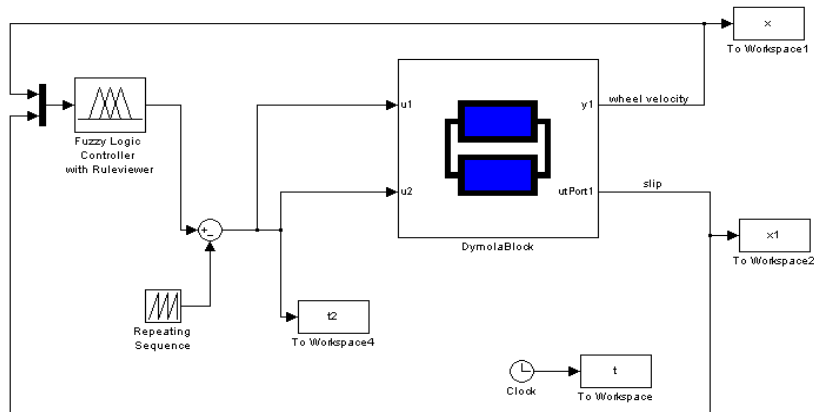 x
To Workspace1
Fuzzy Logic
Controller
with Ruleviewer
u1
y1
wheel velocity
u2
utPort1
slip
DymolaBlock
x1
To Workspace2
Repeating
Sequence
t2
To Workspace4
Clock
t
To Workspace